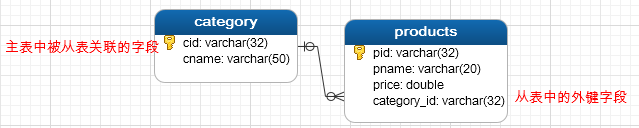 category
主表中被从表关联的字段
cid: varchar(32)
cname: varchar(50)
products
pid: varchar(32)
pname: varchar(20)
price: double
category_id: varchar(32)
从表中的外键字段